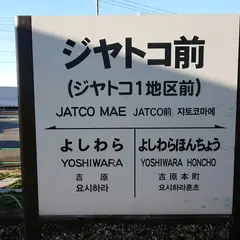 ジヤトコ前
(ジヤトコ1地区前)
JATCO MAE JATCO前 자토코마에
よしわら よしわらほんちょう
YOSHIWARA YOSHIWARA HONCHO
吉原 吉原本町
요시하라 요시하라혼초